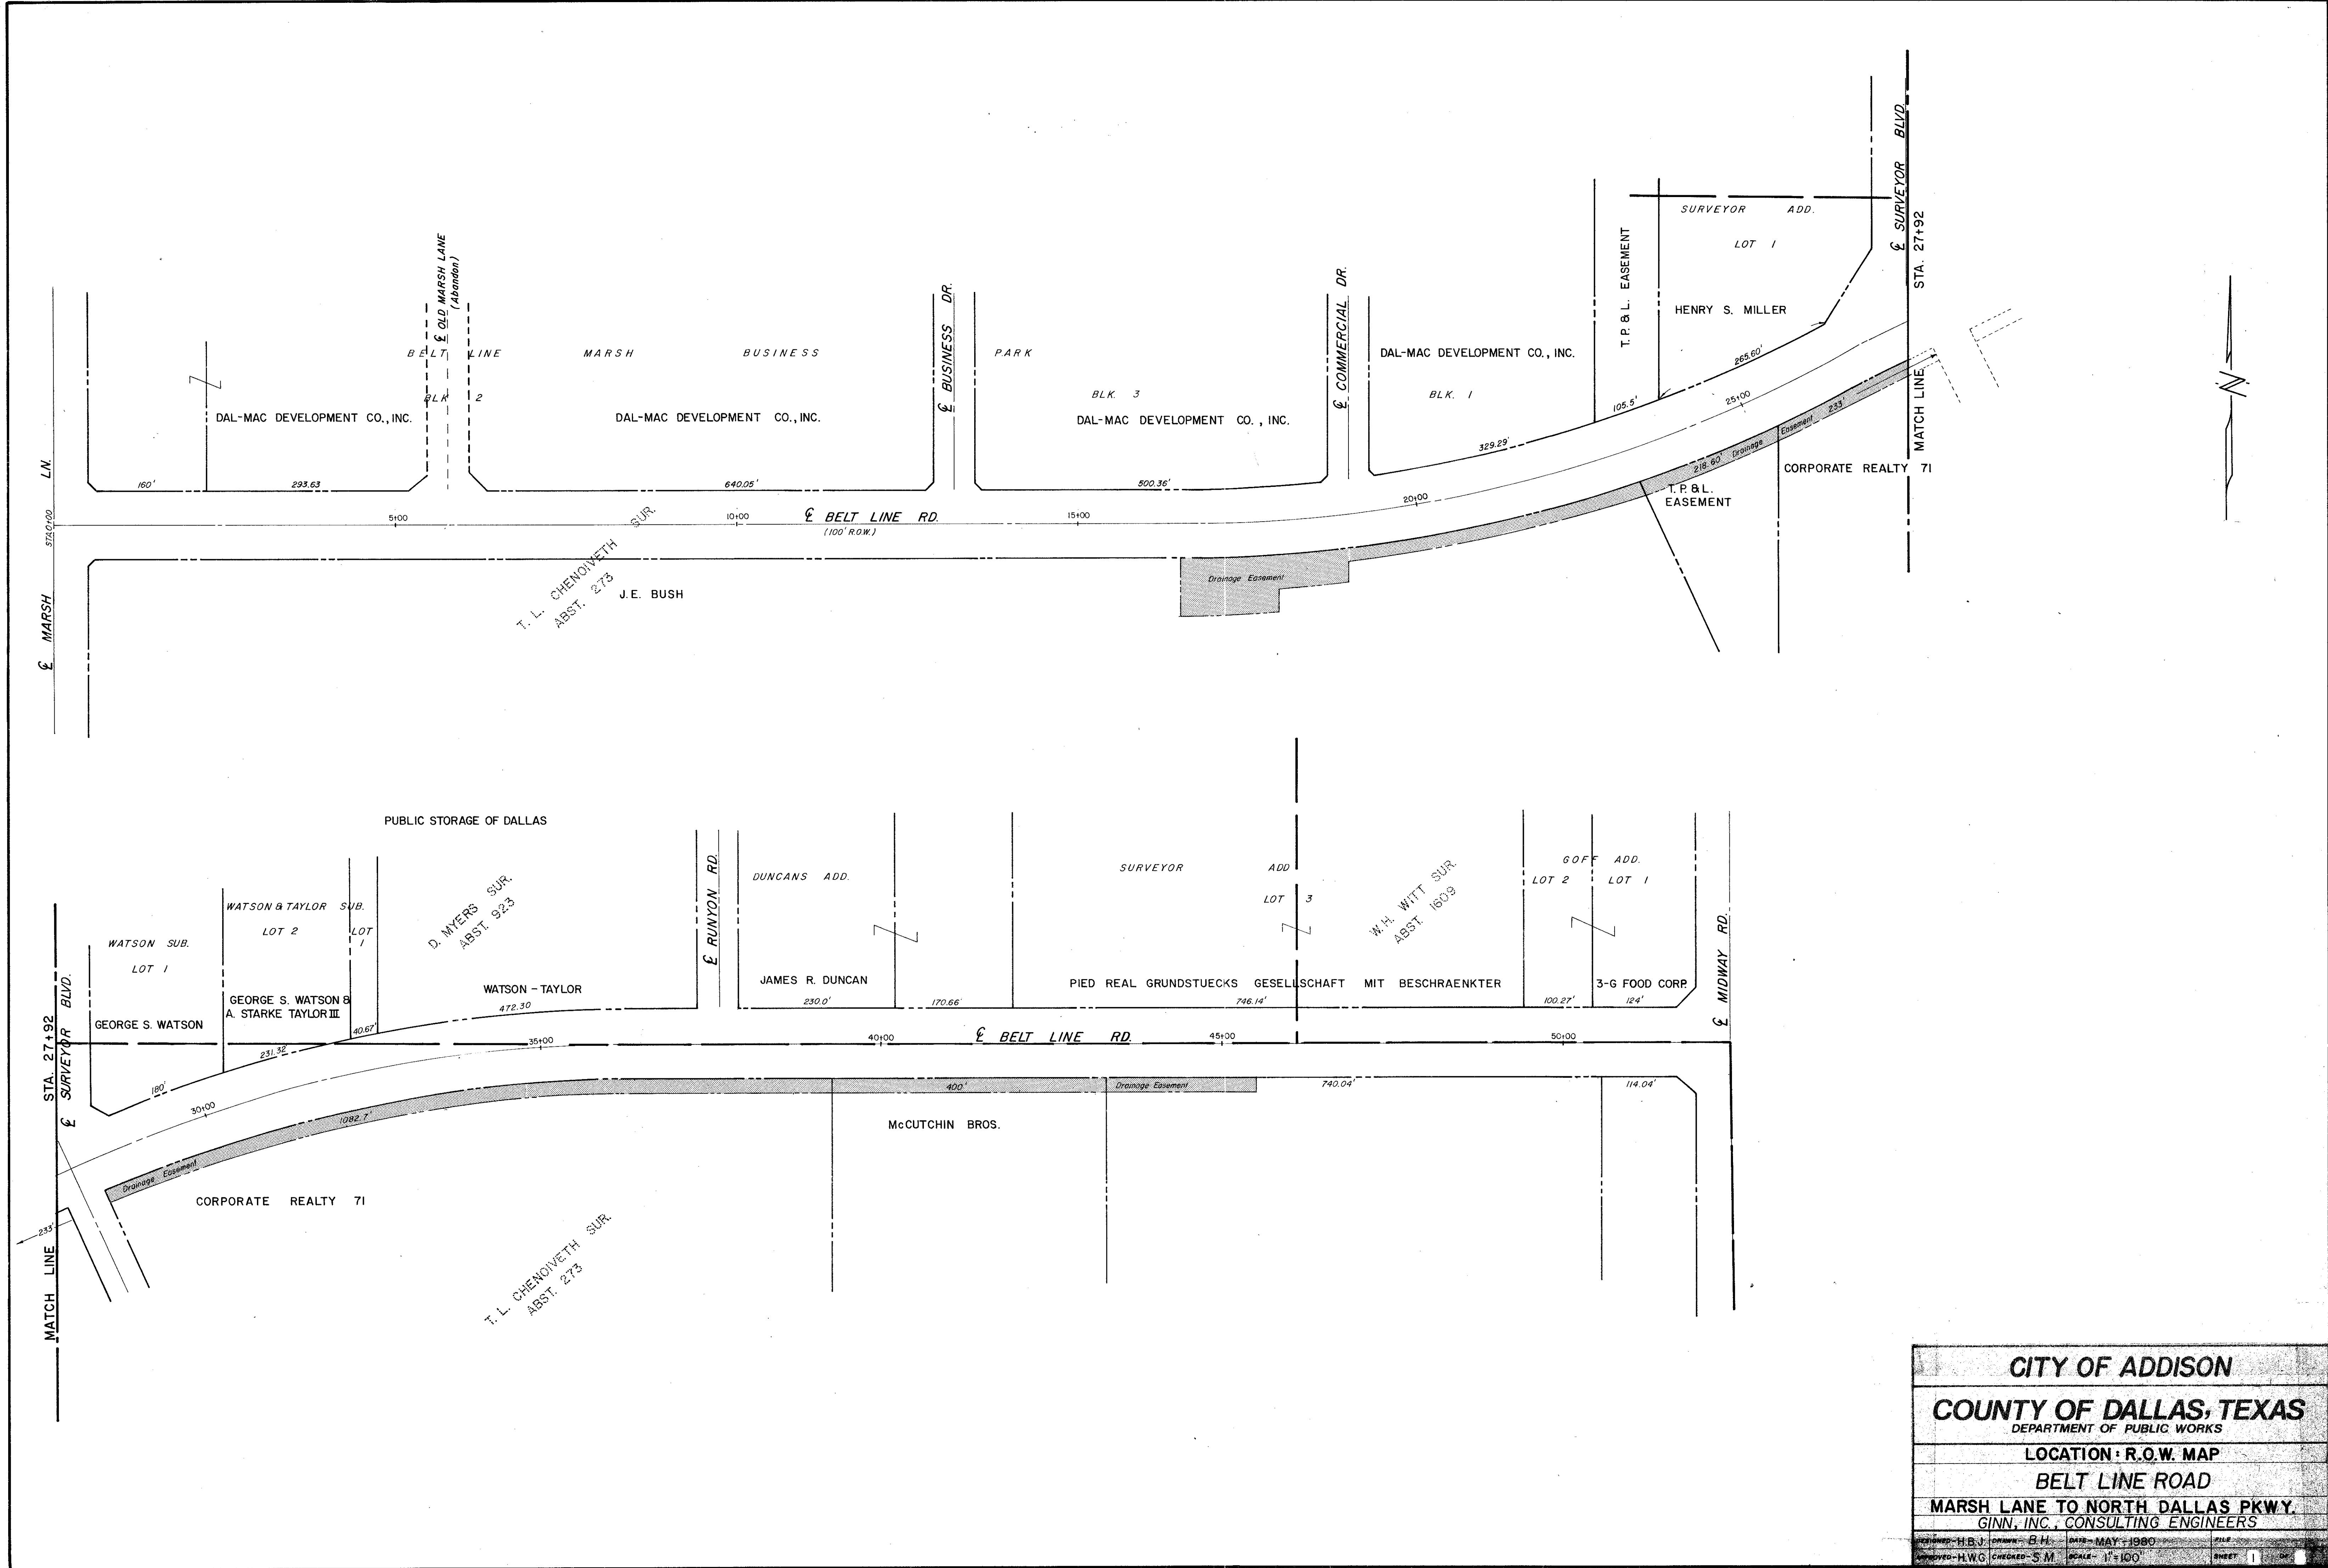 ℄ SURVEYOR BLVD.
STA. 27+92
MATCH LINE
SURVEYOR ADD.
LOT 1
HENRY S. MILLER
T.P. & L. EASEMENT
265.60'
105.5'
25+00
℄ OLD MARSH LANE
(Abandon)
BELT LINE MARSH BUSINESS PARK
BLK 2
DAL-MAC DEVELOPMENT CO., INC.
DAL-MAC DEVELOPMENT CO., INC.
℄ BUSINESS DR.
BLK. 3
DAL-MAC DEVELOPMENT CO., INC.
℄ COMMERCIAL DR.
DAL-MAC DEVELOPMENT CO., INC.
BLK. 1
329.29'
160'
293.63
640.05'
500.36'
20+00
218.60' Drainage Easement 233'
CORPORATE REALTY 71
T.P. & L.
EASEMENT
℄ MARSH LN.
STA.0+00
5+00
10+00
℄ BELT LINE RD.
(100' R.O.W.)
15+00
T. L. CHENOIVETH SUR.
ABST. 273
J.E. BUSH
Drainage Easement
PUBLIC STORAGE OF DALLAS
WATSON SUB.
LOT 1
GEORGE S. WATSON
WATSON & TAYLOR SUB.
LOT 2
LOT
1
GEORGE S. WATSON &
A. STARKE TAYLOR III
D. MYERS SUR.
ABST. 923
WATSON - TAYLOR
472.30
40.67'
231.32'
180'
℄ RUNYON RD.
DUNCANS ADD.
JAMES R. DUNCAN
230.0'
170.66'
SURVEYOR ADD
LOT 3
W.H. WITT SUR.
ABST. 1609
PIED REAL GRUNDSTUECKS GESELLSCHAFT MIT BESCHRAENKTER
746.14'
GOFF ADD.
LOT 2
LOT 1
3-G FOOD CORP.
100.27'
124'
℄ MIDWAY RD.
STA. 27+92
℄ SURVEYOR BLVD.
MATCH LINE
30+00
35+00
40+00
℄ BELT LINE RD.
45+00
50+00
1082.7'
Drainage Easement
400'
Drainage Easement
740.04'
114.04'
McCUTCHIN BROS.
CORPORATE REALTY 71
233'
T. L. CHENOIVETH SUR.
ABST. 273
CITY OF ADDISON
COUNTY OF DALLAS, TEXAS
DEPARTMENT OF PUBLIC WORKS
LOCATION: R.O.W. MAP
BELT LINE ROAD
MARSH LANE TO NORTH DALLAS PKWY.
GINN, INC., CONSULTING ENGINEERS
DESIGNED-H.B.J. DRAWN-B.H. DATE-MAY-1980 FILE
APPROVED-H.W.G. CHECKED-S.M. SCALE-1"=100' SHEET 1 OF